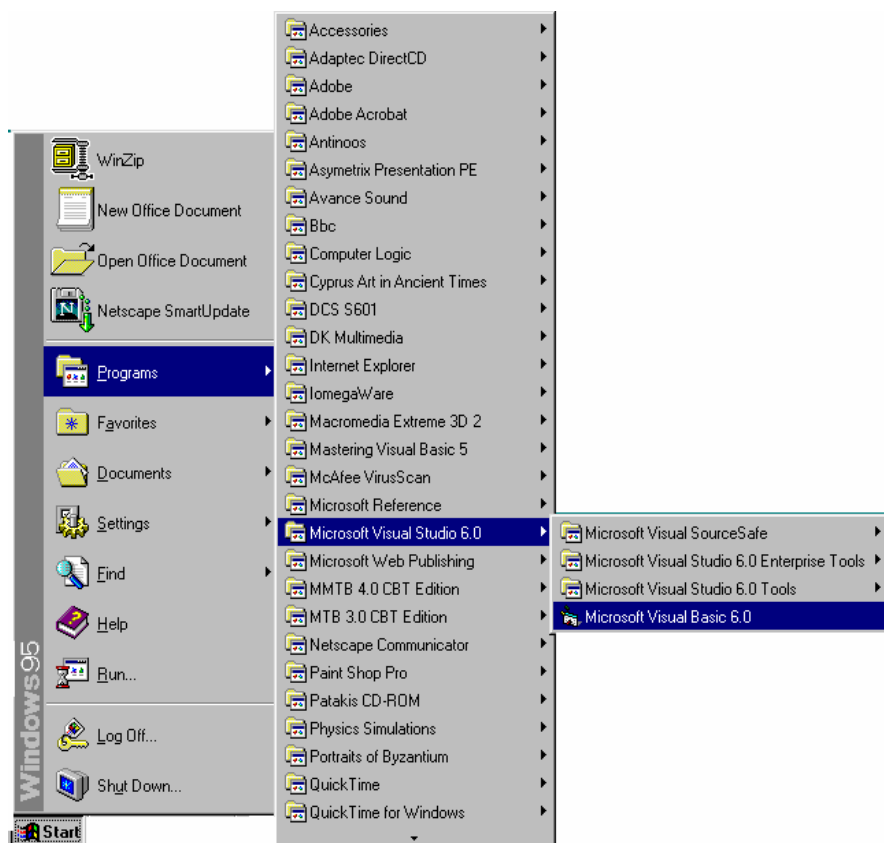 WinZip
New Office Document
Open Office Document
Netscape SmartUpdate
Programs
Favorites
Documents
Settings
Find
Help
Run...
Log Off...
Shut Down...
Windows95
Start
Accessories
Adaptec DirectCD
Adobe
Adobe Acrobat
Antinoos
Asymetrix Presentation PE
Avance Sound
Bbc
Computer Logic
Cyprus Art in Ancient Times
DCS S601
DK Multimedia
Internet Explorer
IomegaWare
Macromedia Extreme 3D 2
Mastering Visual Basic 5
McAfee VirusScan
Microsoft Reference
Microsoft Visual Studio 6.0
Microsoft Web Publishing
MMTB 4.0 CBT Edition
MTB 3.0 CBT Edition
Netscape Communicator
Paint Shop Pro
Patakis CD-ROM
Physics Simulations
Portraits of Byzantium
QuickTime
QuickTime for Windows
Microsoft Visual SourceSafe
Microsoft Visual Studio 6.0 Enterprise Tools
Microsoft Visual Studio 6.0 Tools
Microsoft Visual Basic 6.0